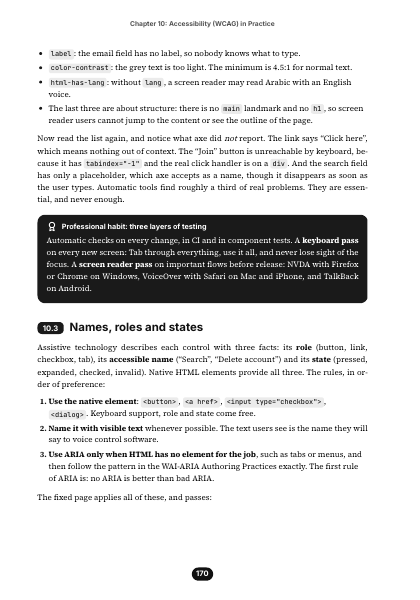 Chapter 10: Accessibility (WCAG) in Practice
• label: the email field has no label, so nobody knows what to type.
• color-contrast: the grey text is too light. The minimum is 4.5:1 for normal text.
• html-has-lang: without lang, a screen reader may read Arabic with an English
voice.
• The last three are about structure: there is no main landmark and no h1, so screen
reader users cannot jump to the content or see the outline of the page.
Now read the list again, and notice what axe did not report. The link says “Click here”,
which means nothing out of context. The “Join” button is unreachable by keyboard, be-
cause it has tabindex="-1" and the real click handler is on a div. And the search field
has only a placeholder, which axe accepts as a name, though it disappears as soon as
the user types. Automatic tools find roughly a third of real problems. They are essen-
tial, and never enough.
Professional habit: three layers of testing
Automatic checks on every change, in CI and in component tests. A keyboard pass
on every new screen: Tab through everything, use it all, and never lose sight of the
focus. A screen reader pass on important flows before release: NVDA with Firefox
or Chrome on Windows, VoiceOver with Safari on Mac and iPhone, and TalkBack
on Android.
10.3 Names, roles and states
Assistive technology describes each control with three facts: its role (button, link,
checkbox, tab), its accessible name (“Search”, “Delete account”) and its state (pressed,
expanded, checked, invalid). Native HTML elements provide all three. The rules, in or-
der of preference:
1. Use the native element: <button>, <a href>, <input type="checkbox">,
<dialog>. Keyboard support, role and state come free.
2. Name it with visible text whenever possible. The text users see is the name they will
say to voice control software.
3. Use ARIA only when HTML has no element for the job, such as tabs or menus, and
then follow the pattern in the WAI-ARIA Authoring Practices exactly. The first rule
of ARIA is: no ARIA is better than bad ARIA.
The fixed page applies all of these, and passes:
170